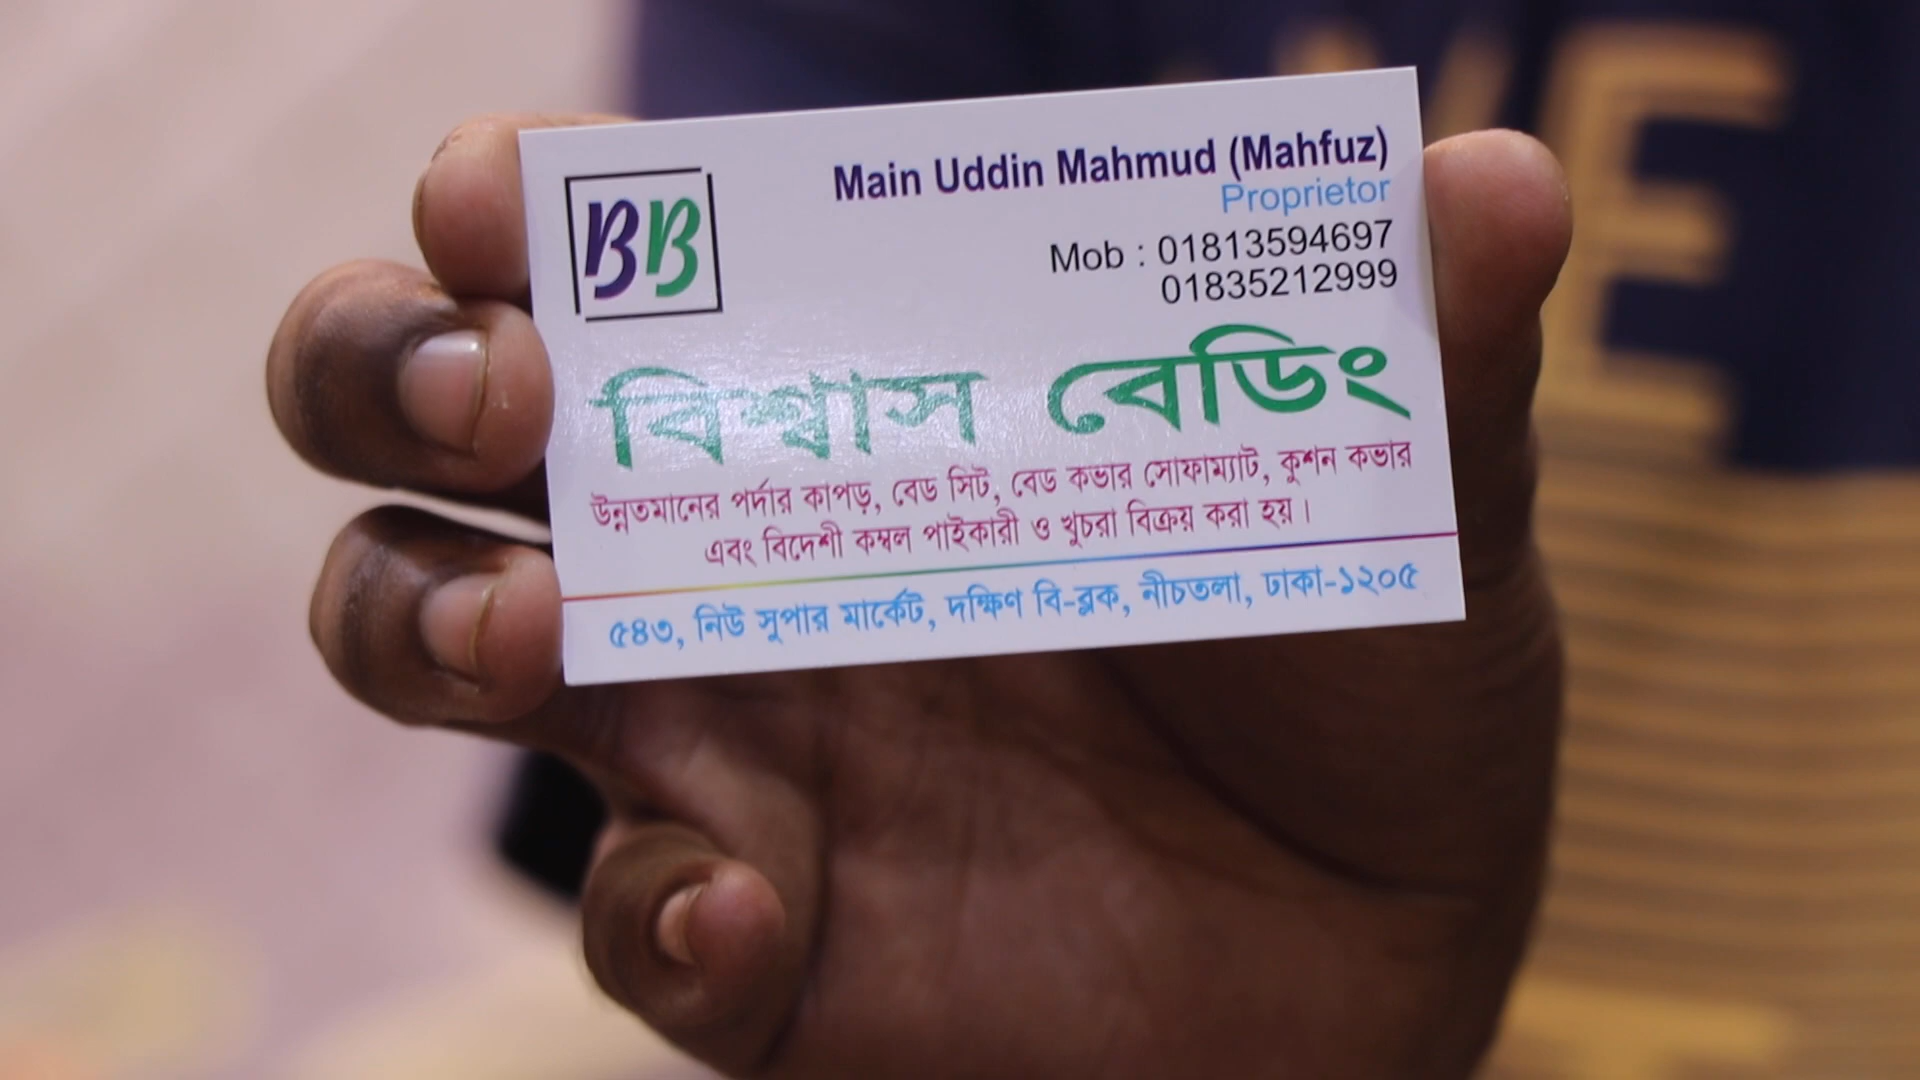 BB
Main Uddin Mahmud (Mahfuz)
Proprietor
Mob : 01813594697
01835212999
বিশ্বাস বেডিং
উন্নতমানের পর্দার কাপড়, বেড সিট, বেড কভার সোফাম্যাট, কুশন কভার
এবং বিদেশী কম্বল পাইকারী ও খুচরা বিক্রয় করা হয়।
৫৪৩, নিউ সুপার মার্কেট, দক্ষিণ বি-ব্লক, নীচতলা, ঢাকা-১২০৫